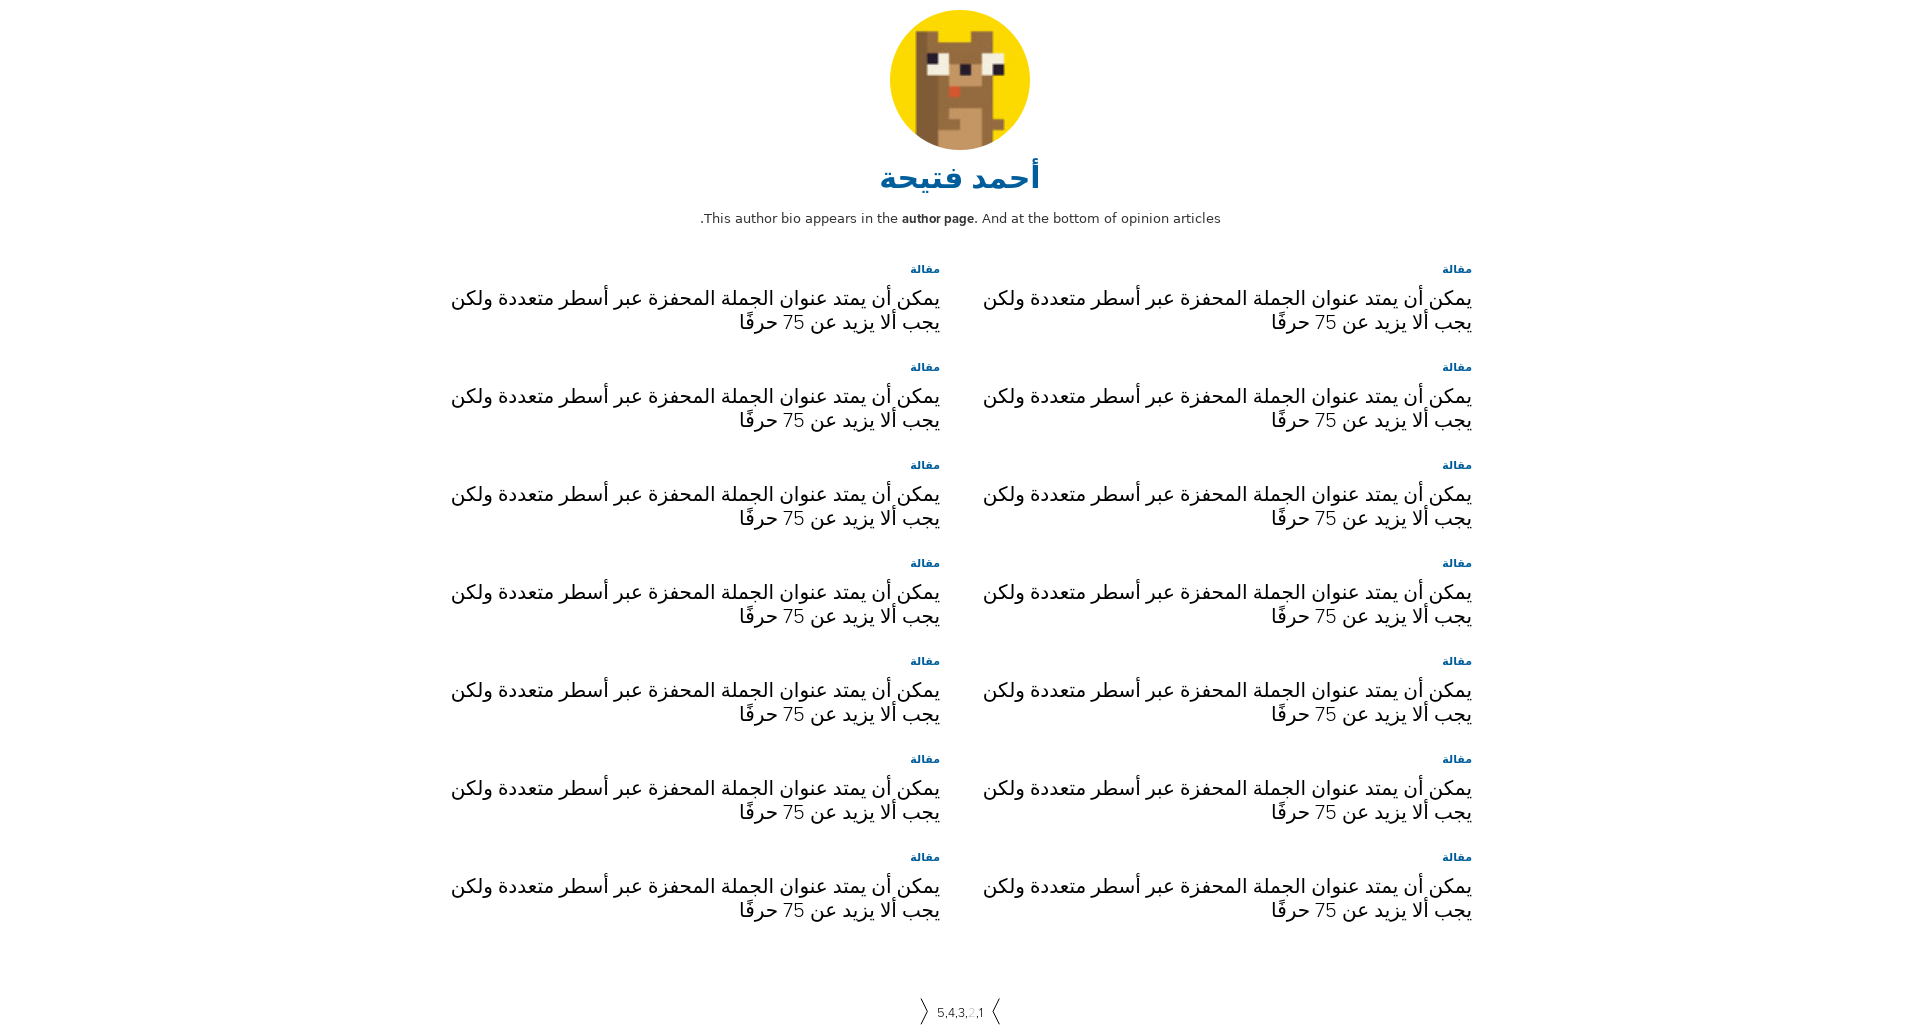 أحمد فتيحة
.This author bio appears in the author page. And at the bottom of opinion articles
مقالة
يمكن أن يمتد عنوان الجملة المحفزة عبر أسطر متعددة ولكن
يجب ألا يزيد عن 75 حرفًا
مقالة
يمكن أن يمتد عنوان الجملة المحفزة عبر أسطر متعددة ولكن
يجب ألا يزيد عن 75 حرفًا
مقالة
يمكن أن يمتد عنوان الجملة المحفزة عبر أسطر متعددة ولكن
يجب ألا يزيد عن 75 حرفًا
مقالة
يمكن أن يمتد عنوان الجملة المحفزة عبر أسطر متعددة ولكن
يجب ألا يزيد عن 75 حرفًا
مقالة
يمكن أن يمتد عنوان الجملة المحفزة عبر أسطر متعددة ولكن
يجب ألا يزيد عن 75 حرفًا
مقالة
يمكن أن يمتد عنوان الجملة المحفزة عبر أسطر متعددة ولكن
يجب ألا يزيد عن 75 حرفًا
مقالة
يمكن أن يمتد عنوان الجملة المحفزة عبر أسطر متعددة ولكن
يجب ألا يزيد عن 75 حرفًا
مقالة
يمكن أن يمتد عنوان الجملة المحفزة عبر أسطر متعددة ولكن
يجب ألا يزيد عن 75 حرفًا
مقالة
يمكن أن يمتد عنوان الجملة المحفزة عبر أسطر متعددة ولكن
يجب ألا يزيد عن 75 حرفًا
مقالة
يمكن أن يمتد عنوان الجملة المحفزة عبر أسطر متعددة ولكن
يجب ألا يزيد عن 75 حرفًا
مقالة
يمكن أن يمتد عنوان الجملة المحفزة عبر أسطر متعددة ولكن
يجب ألا يزيد عن 75 حرفًا
مقالة
يمكن أن يمتد عنوان الجملة المحفزة عبر أسطر متعددة ولكن
يجب ألا يزيد عن 75 حرفًا
مقالة
يمكن أن يمتد عنوان الجملة المحفزة عبر أسطر متعددة ولكن
يجب ألا يزيد عن 75 حرفًا
مقالة
يمكن أن يمتد عنوان الجملة المحفزة عبر أسطر متعددة ولكن
يجب ألا يزيد عن 75 حرفًا
5,4,3,2,1